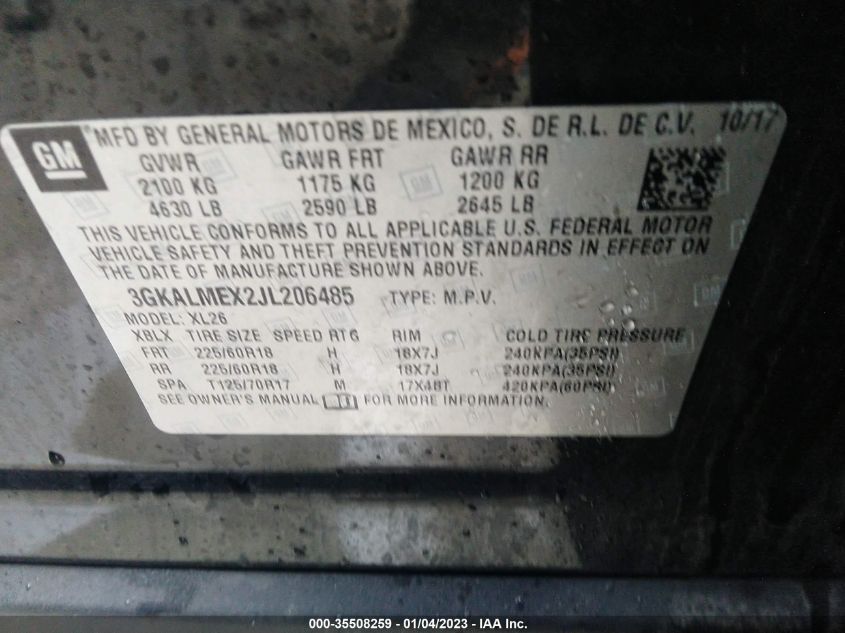 GM MFD BY GENERAL MOTORS DE MEXICO, S. DE R.L. DE C.V. 10/17
GVWR GAWR FRT GAWR RR
2100 KG 1175 KG 1200 KG
4630 LB 2590 LB 2645 LB
THIS VEHICLE CONFORMS TO ALL APPLICABLE U.S. FEDERAL MOTOR
VEHICLE SAFETY AND THEFT PREVENTION STANDARDS IN EFFECT ON
THE DATE OF MANUFACTURE SHOWN ABOVE.
3GKALMEX2JL206485 TYPE: M.P.V.
MODEL: XL26
XBLX TIRE SIZE SPEED RTG RIM COLD TIRE PRESSURE
FRT 225/60R18 H 18X7J 240KPA(35PSI)
RR 225/60R18 H 18X7J 240KPA(35PSI)
SPA T125/70R17 M 17X4BT 420KPA(60PSI)
SEE OWNER'S MANUAL FOR MORE INFORMATION.
000-35508259 - 01/04/2023 - IAA Inc.